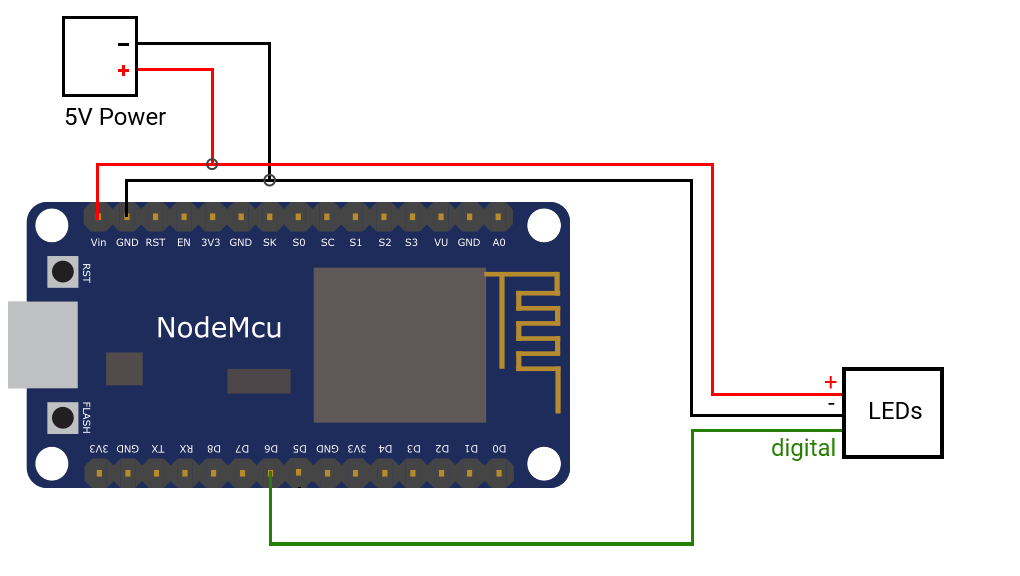 −
+
5V Power
Vin GND RST EN 3V3 GND SK S0 SC S1 S2 S3 VU GND A0
RST
NodeMcu
+
-
LEDs
digital
FLASH
3V3 GND TX RX D8 D7 D6 D5 GND 3V3 D4 D3 D2 D1 D0